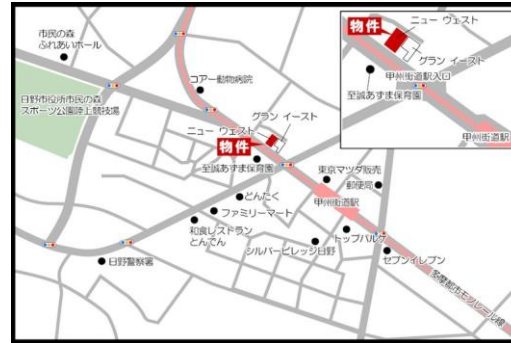 市民の森
ふれあいホール
コアー動物病院
日野市役所市民の森
スポーツ公園陸上競技場
ニュー ウェスト
グラン イースト
物件
至誠あずま保育園
東京マツダ販売
郵便局
どんたく
甲州街道駅
ファミリーマート
和食レストラン
とんでん
シルバービレッジ日野
トップパルケ
セブンイレブン
日野警察署
多摩都市モノレール線
物件
ニュー ウェスト
グラン イースト
甲州街道駅入口
至誠あずま保育園
甲州街道駅